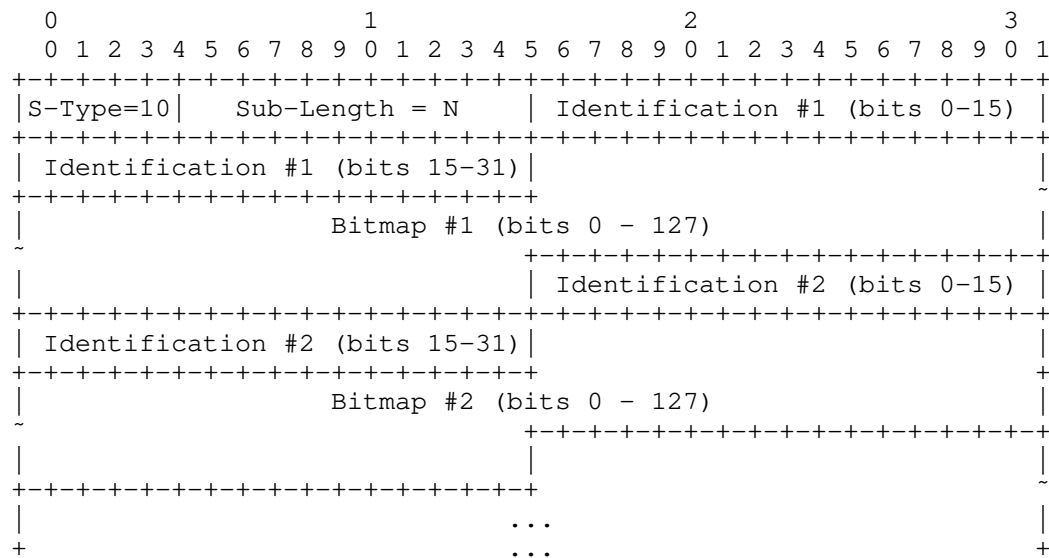 0                   1                   2                   3
0 1 2 3 4 5 6 7 8 9 0 1 2 3 4 5 6 7 8 9 0 1 2 3 4 5 6 7 8 9 0 1
+-+-+-+-+-+-+-+-+-+-+-+-+-+-+-+-+-+-+-+-+-+-+-+-+-+-+-+-+-+-+-+-+
|S-Type=10|   Sub-Length = N    | Identification #1 (bits 0-15) |
+-+-+-+-+-+-+-+-+-+-+-+-+-+-+-+-+-+-+-+-+-+-+-+-+-+-+-+-+-+-+-+-+
| Identification #1 (bits 15-31)|                               |
+-+-+-+-+-+-+-+-+-+-+-+-+-+-+-+-+                               ~
|                   Bitmap #1 (bits 0 - 127)                    |
~                               +-+-+-+-+-+-+-+-+-+-+-+-+-+-+-+-+
|                               | Identification #2 (bits 0-15) |
+-+-+-+-+-+-+-+-+-+-+-+-+-+-+-+-+-+-+-+-+-+-+-+-+-+-+-+-+-+-+-+-+
| Identification #2 (bits 15-31)|                               |
+-+-+-+-+-+-+-+-+-+-+-+-+-+-+-+-+                               +
|                   Bitmap #2 (bits 0 - 127)                    |
~                               +-+-+-+-+-+-+-+-+-+-+-+-+-+-+-+-+
|                               |                               |
+-+-+-+-+-+-+-+-+-+-+-+-+-+-+-+-+                               ~
|                              ...                              |
+                              ...                              +